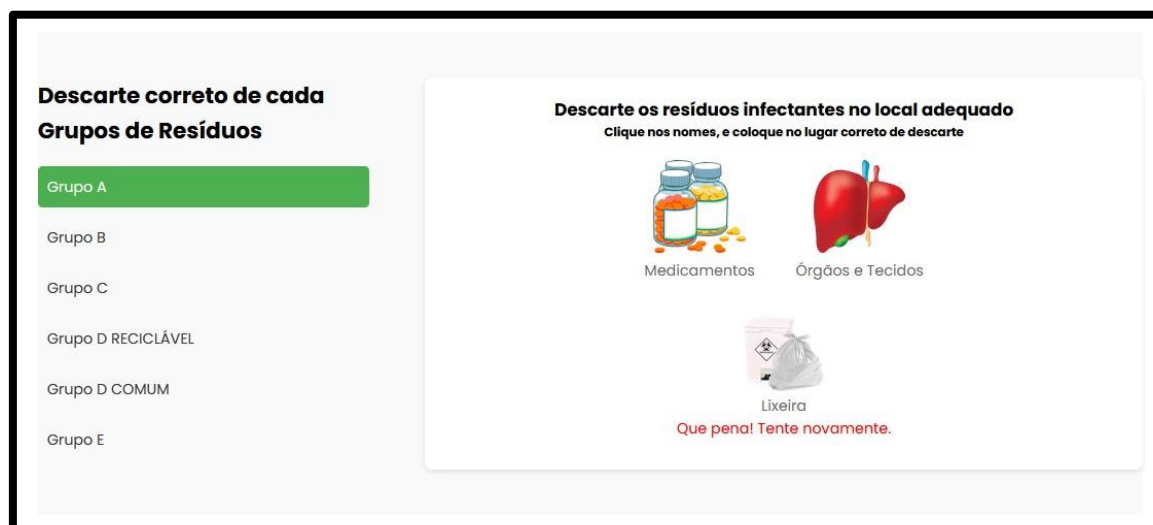 Descarte correto de cada
Grupos de Resíduos
Grupo A
Grupo B
Grupo C
Grupo D RECICLÁVEL
Grupo D COMUM
Grupo E
Descarte os resíduos infectantes no local adequado
Clique nos nomes, e coloque no lugar correto de descarte
Medicamentos
Órgãos e Tecidos
Lixeira
Que pena! Tente novamente.